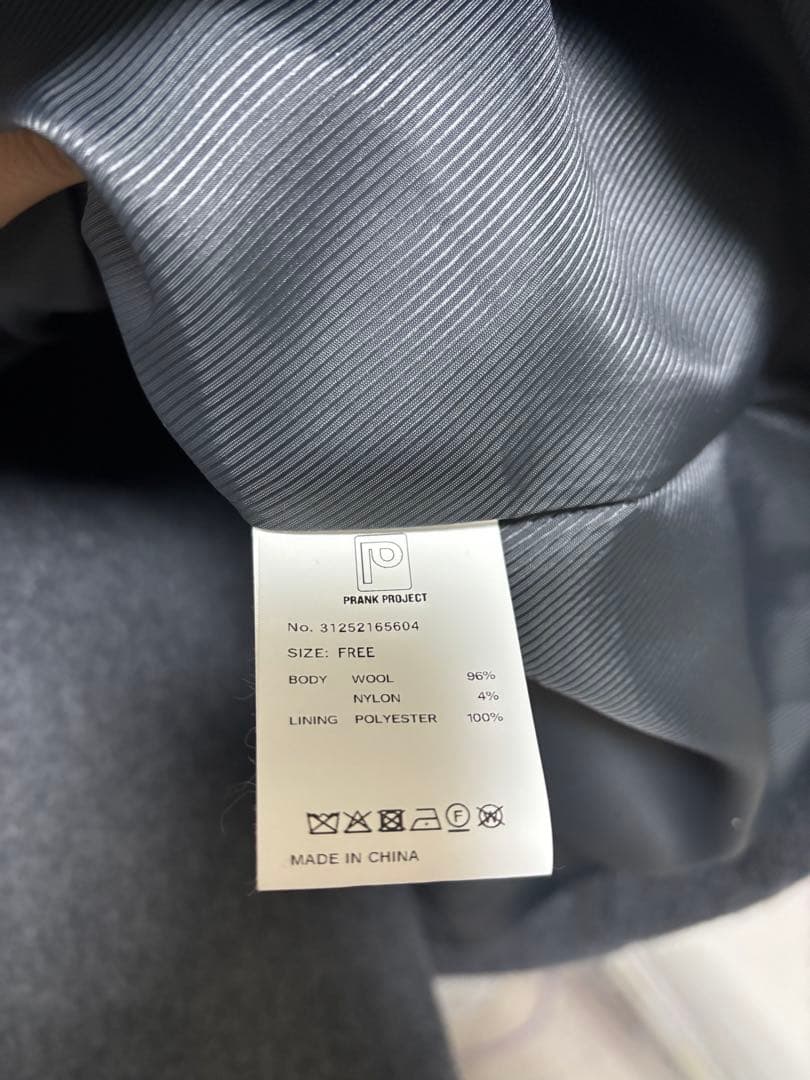 PRANK PROJECT
No. 31252165604
SIZE: FREE
BODY WOOL 96%
NYLON 4%
LINING POLYESTER 100%
F W
MADE IN CHINA